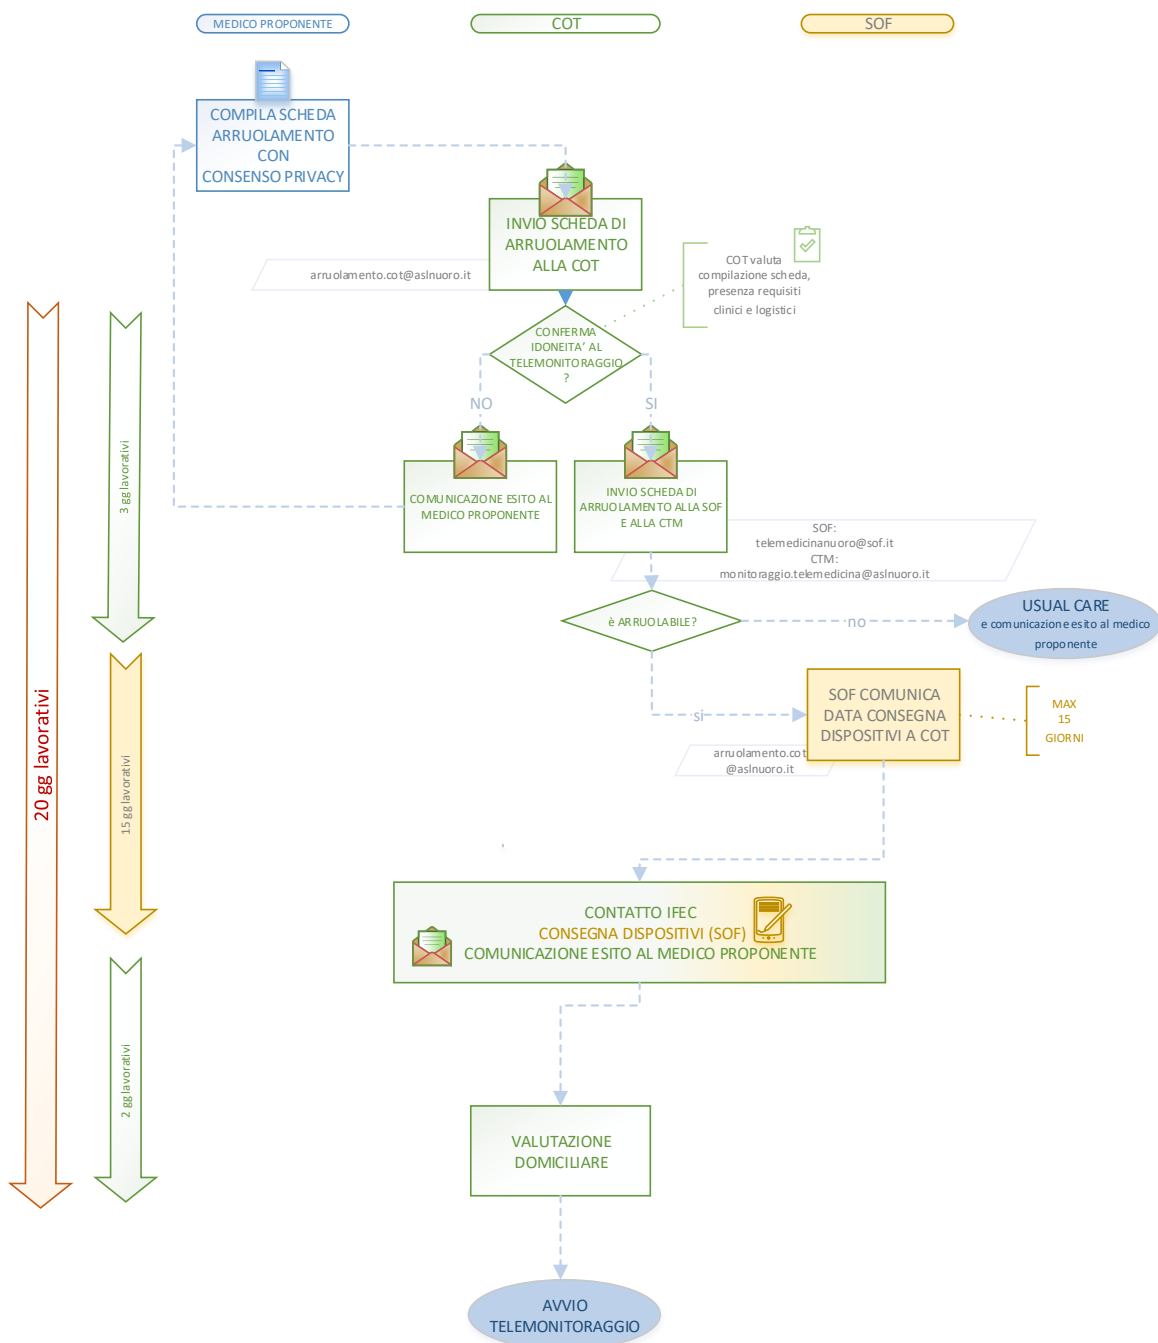 MEDICO PROPONENTE
COT
SOF
COMPILA SCHEDA
ARRUOLAMENTO
CON
CONSENSO PRIVACY
INVIO SCHEDA DI
ARRUOLAMENTO
ALLA COT
arruolamento.cot@aslnuoro.it
COT valuta
compilazione scheda,
presenza requisiti
clinici e logistici
CONFERMA
IDONEITA’ AL
TELEMONITORAGGIO
?
NO
SI
COMUNICAZIONE ESITO AL
MEDICO PROPONENTE
INVIO SCHEDA DI
ARRUOLAMENTO ALLA SOF
E ALLA CTM
SOF:
telemedicinanuoro@sof.it
CTM:
monitoraggio.telemedicina@aslnuoro.it
è ARRUOLABILE?
no
USUAL CARE
e comunicazione esito al medico
proponente
si
SOF COMUNICA
DATA CONSEGNA
DISPOSITIVI A COT
MAX
15
GIORNI
arruolamento.cot
@aslnuoro.it
20 gg lavorativi
3 gg lavorativi
15 gg lavorativi
2 gg lavorativi
CONTATTO IFEC
CONSEGNA DISPOSITIVI (SOF)
COMUNICAZIONE ESITO AL MEDICO PROPONENTE
VALUTAZIONE
DOMICILIARE
AVVIO
TELEMONITORAGGIO